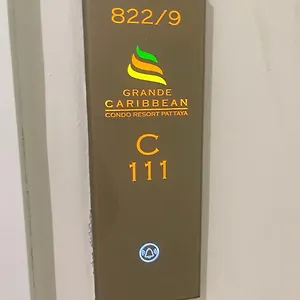 822/9
GRANDE
CARIBBEAN
CONDO RESORT PATTAYA
C
111